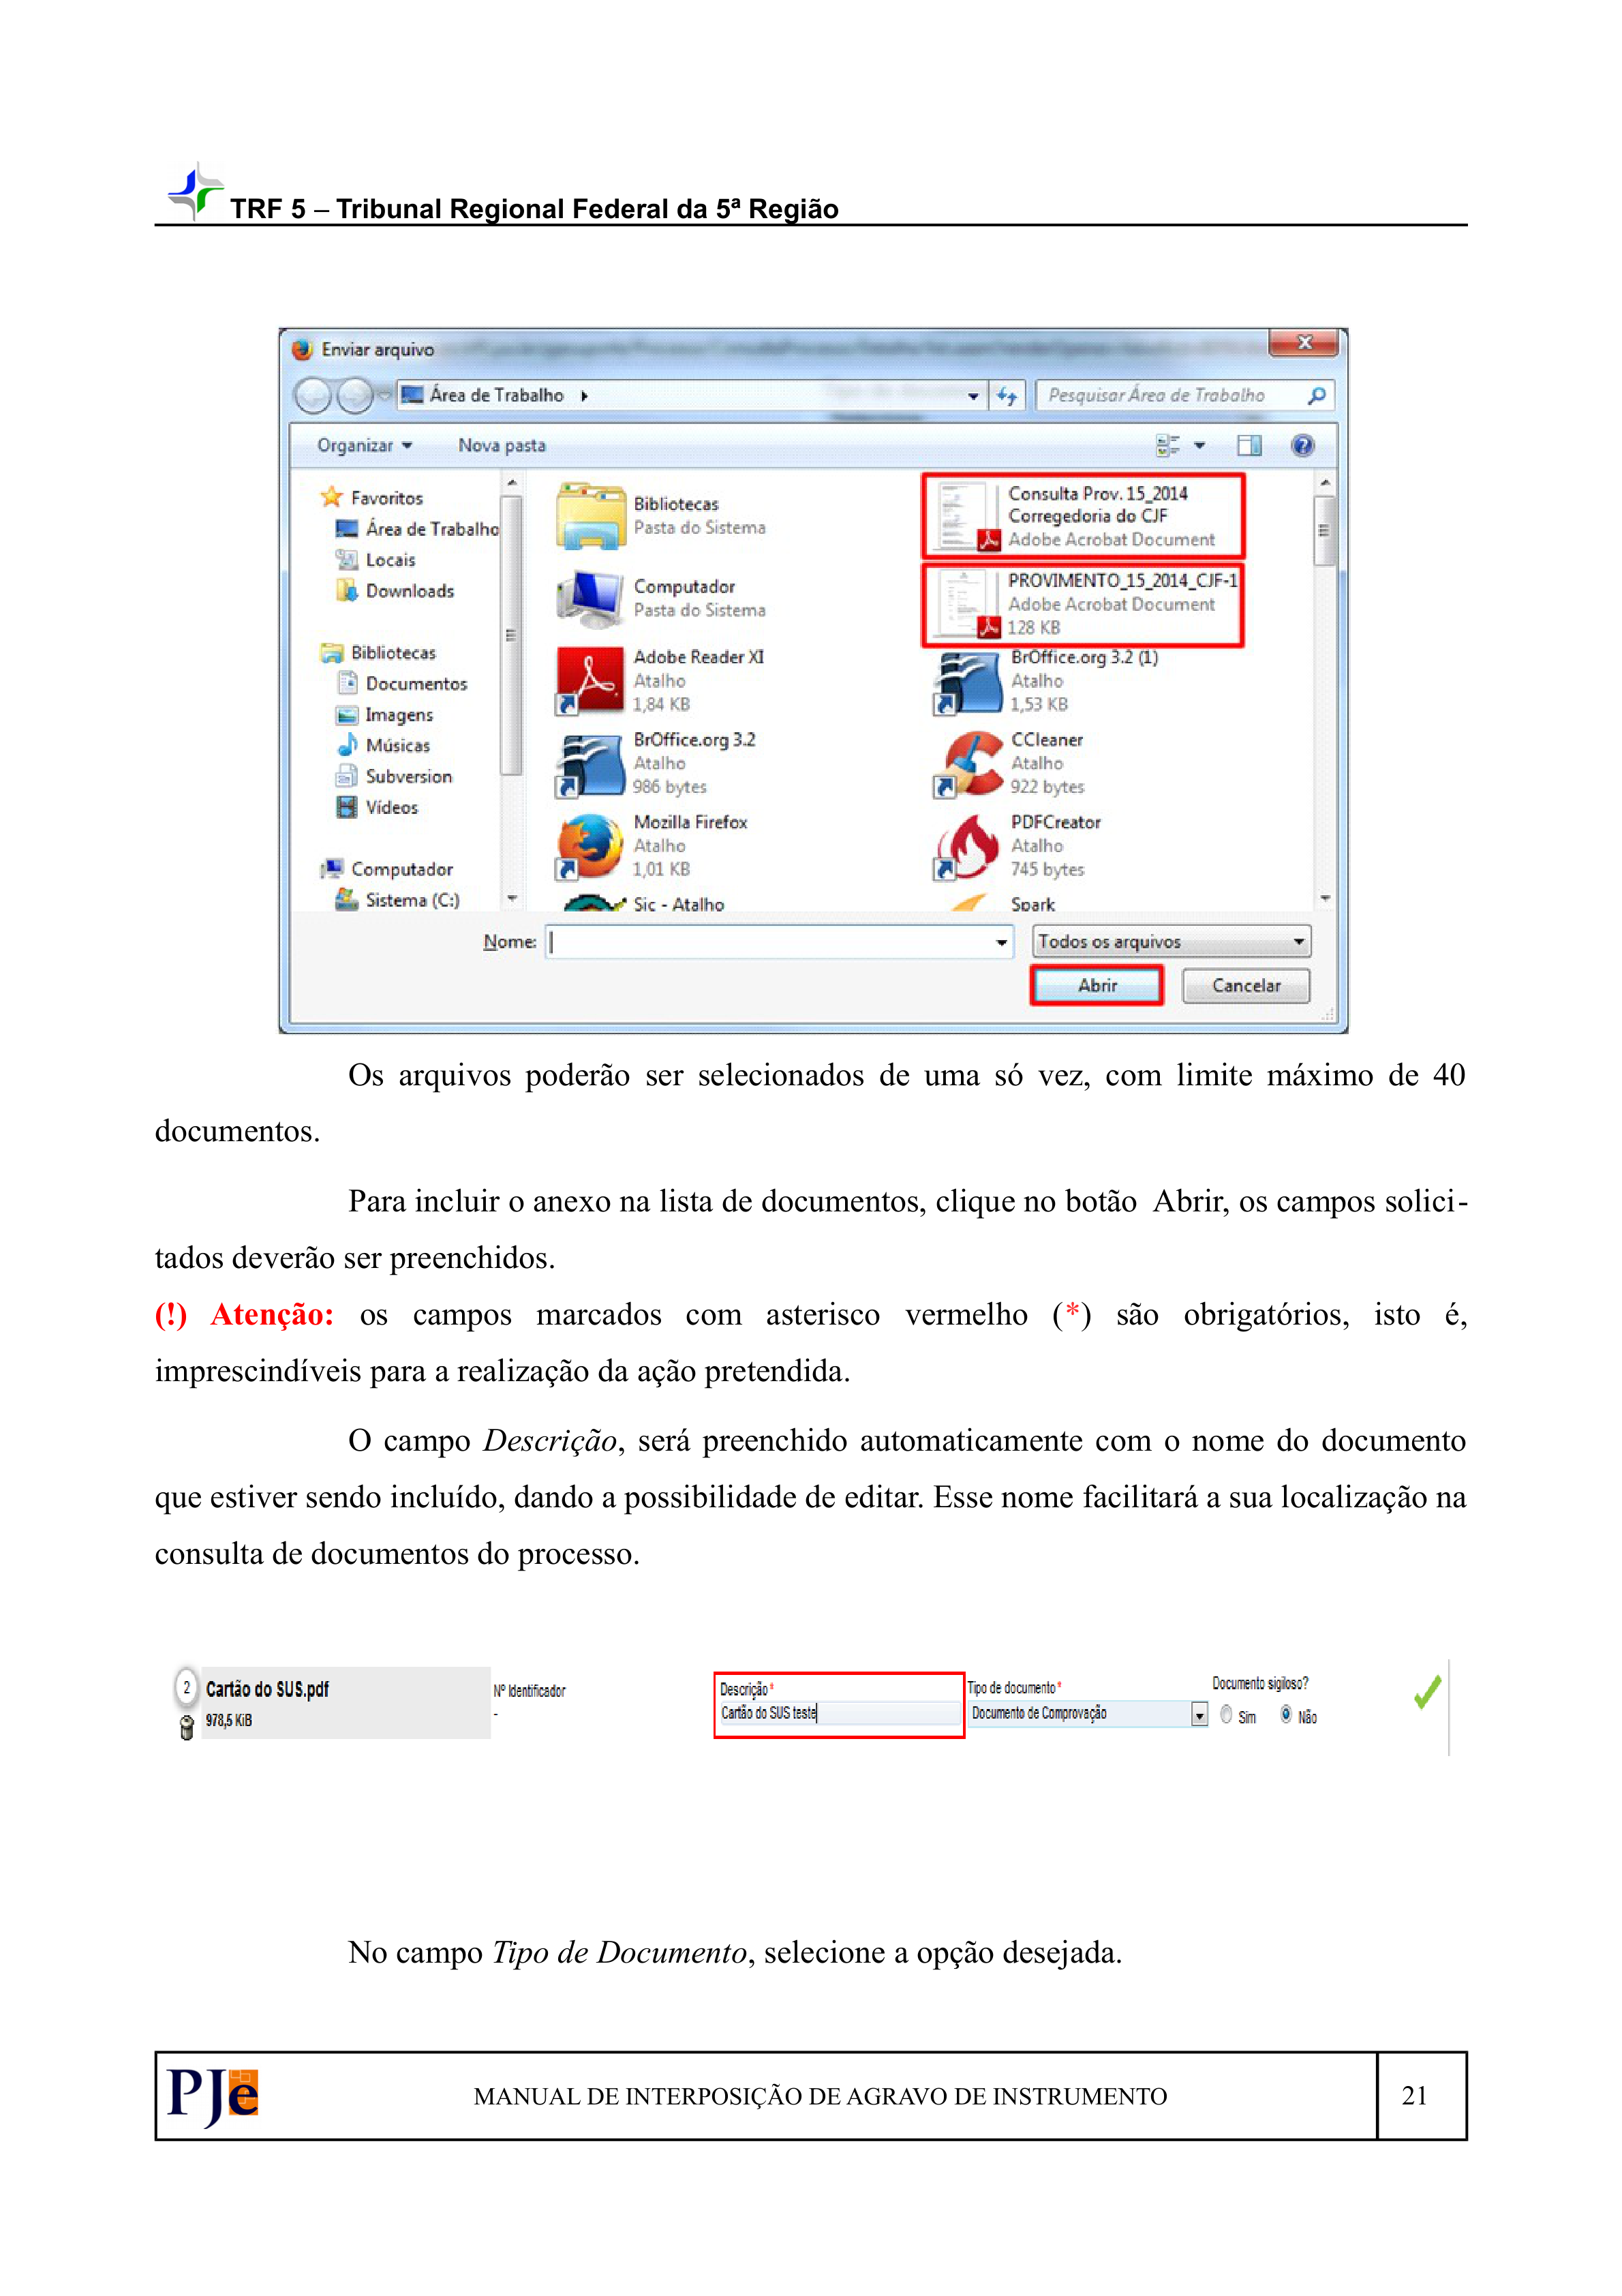 TRF 5 – Tribunal Regional Federal da 5ª Região
Enviar arquivo
Área de Trabalho
Pesquisar Área de Trabalho
Organizar
Nova pasta
Favoritos
Área de Trabalho
Locais
Downloads
Bibliotecas
Documentos
Imagens
Músicas
Subversion
Vídeos
Computador
Sistema (C:)
Bibliotecas
Pasta do Sistema
Computador
Pasta do Sistema
Adobe Reader XI
Atalho
1,84 KB
BrOffice.org 3.2
Atalho
986 bytes
Mozilla Firefox
Atalho
1,01 KB
Sic - Atalho
Consulta Prov. 15_2014
Corregedoria do CJF
Adobe Acrobat Document
PROVIMENTO_15_2014_CJF-1
Adobe Acrobat Document
128 KB
BrOffice.org 3.2 (1)
Atalho
1,53 KB
CCleaner
Atalho
922 bytes
PDFCreator
Atalho
745 bytes
Spark
Nome:
Todos os arquivos
Abrir
Cancelar
Os arquivos poderão ser selecionados de uma só vez, com limite máximo de 40
documentos.
Para incluir o anexo na lista de documentos, clique no botão Abrir, os campos solici-
tados deverão ser preenchidos.
(!) Atenção: os campos marcados com asterisco vermelho (*) são obrigatórios, isto é,
imprescindíveis para a realização da ação pretendida.
O campo Descrição, será preenchido automaticamente com o nome do documento
que estiver sendo incluído, dando a possibilidade de editar. Esse nome facilitará a sua localização na
consulta de documentos do processo.
2
Cartão do SUS.pdf
978,5 KiB
Nº Identificador
-
Descrição*
Cartão do SUS teste
Tipo de documento*
Documento de Comprovação
Documento sigiloso?
Sim
Não
No campo Tipo de Documento, selecione a opção desejada.
PJe
MANUAL DE INTERPOSIÇÃO DE AGRAVO DE INSTRUMENTO
21